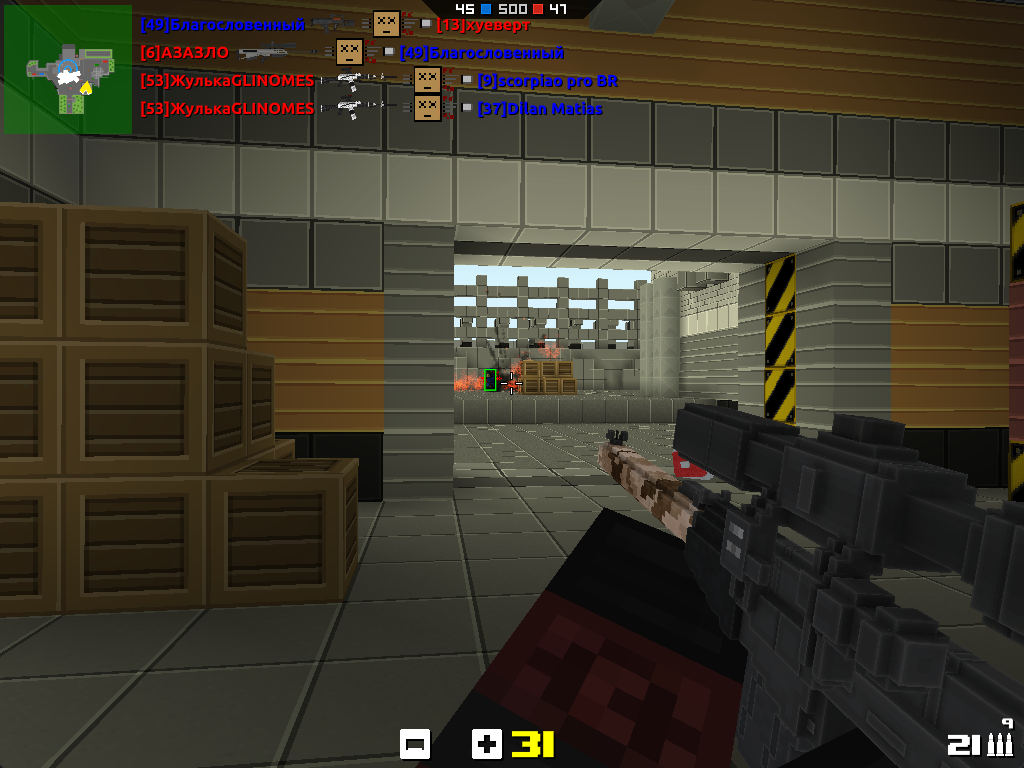 45 500 47
[49]Благословенный [13]хуеверт
[6]АЗАЗЛО [49]Благословенный
[53]ЖулькаGLINOMES [9]scorpiao pro BR
[53]ЖулькаGLINOMES [37]Dilan Matias
31
9
21